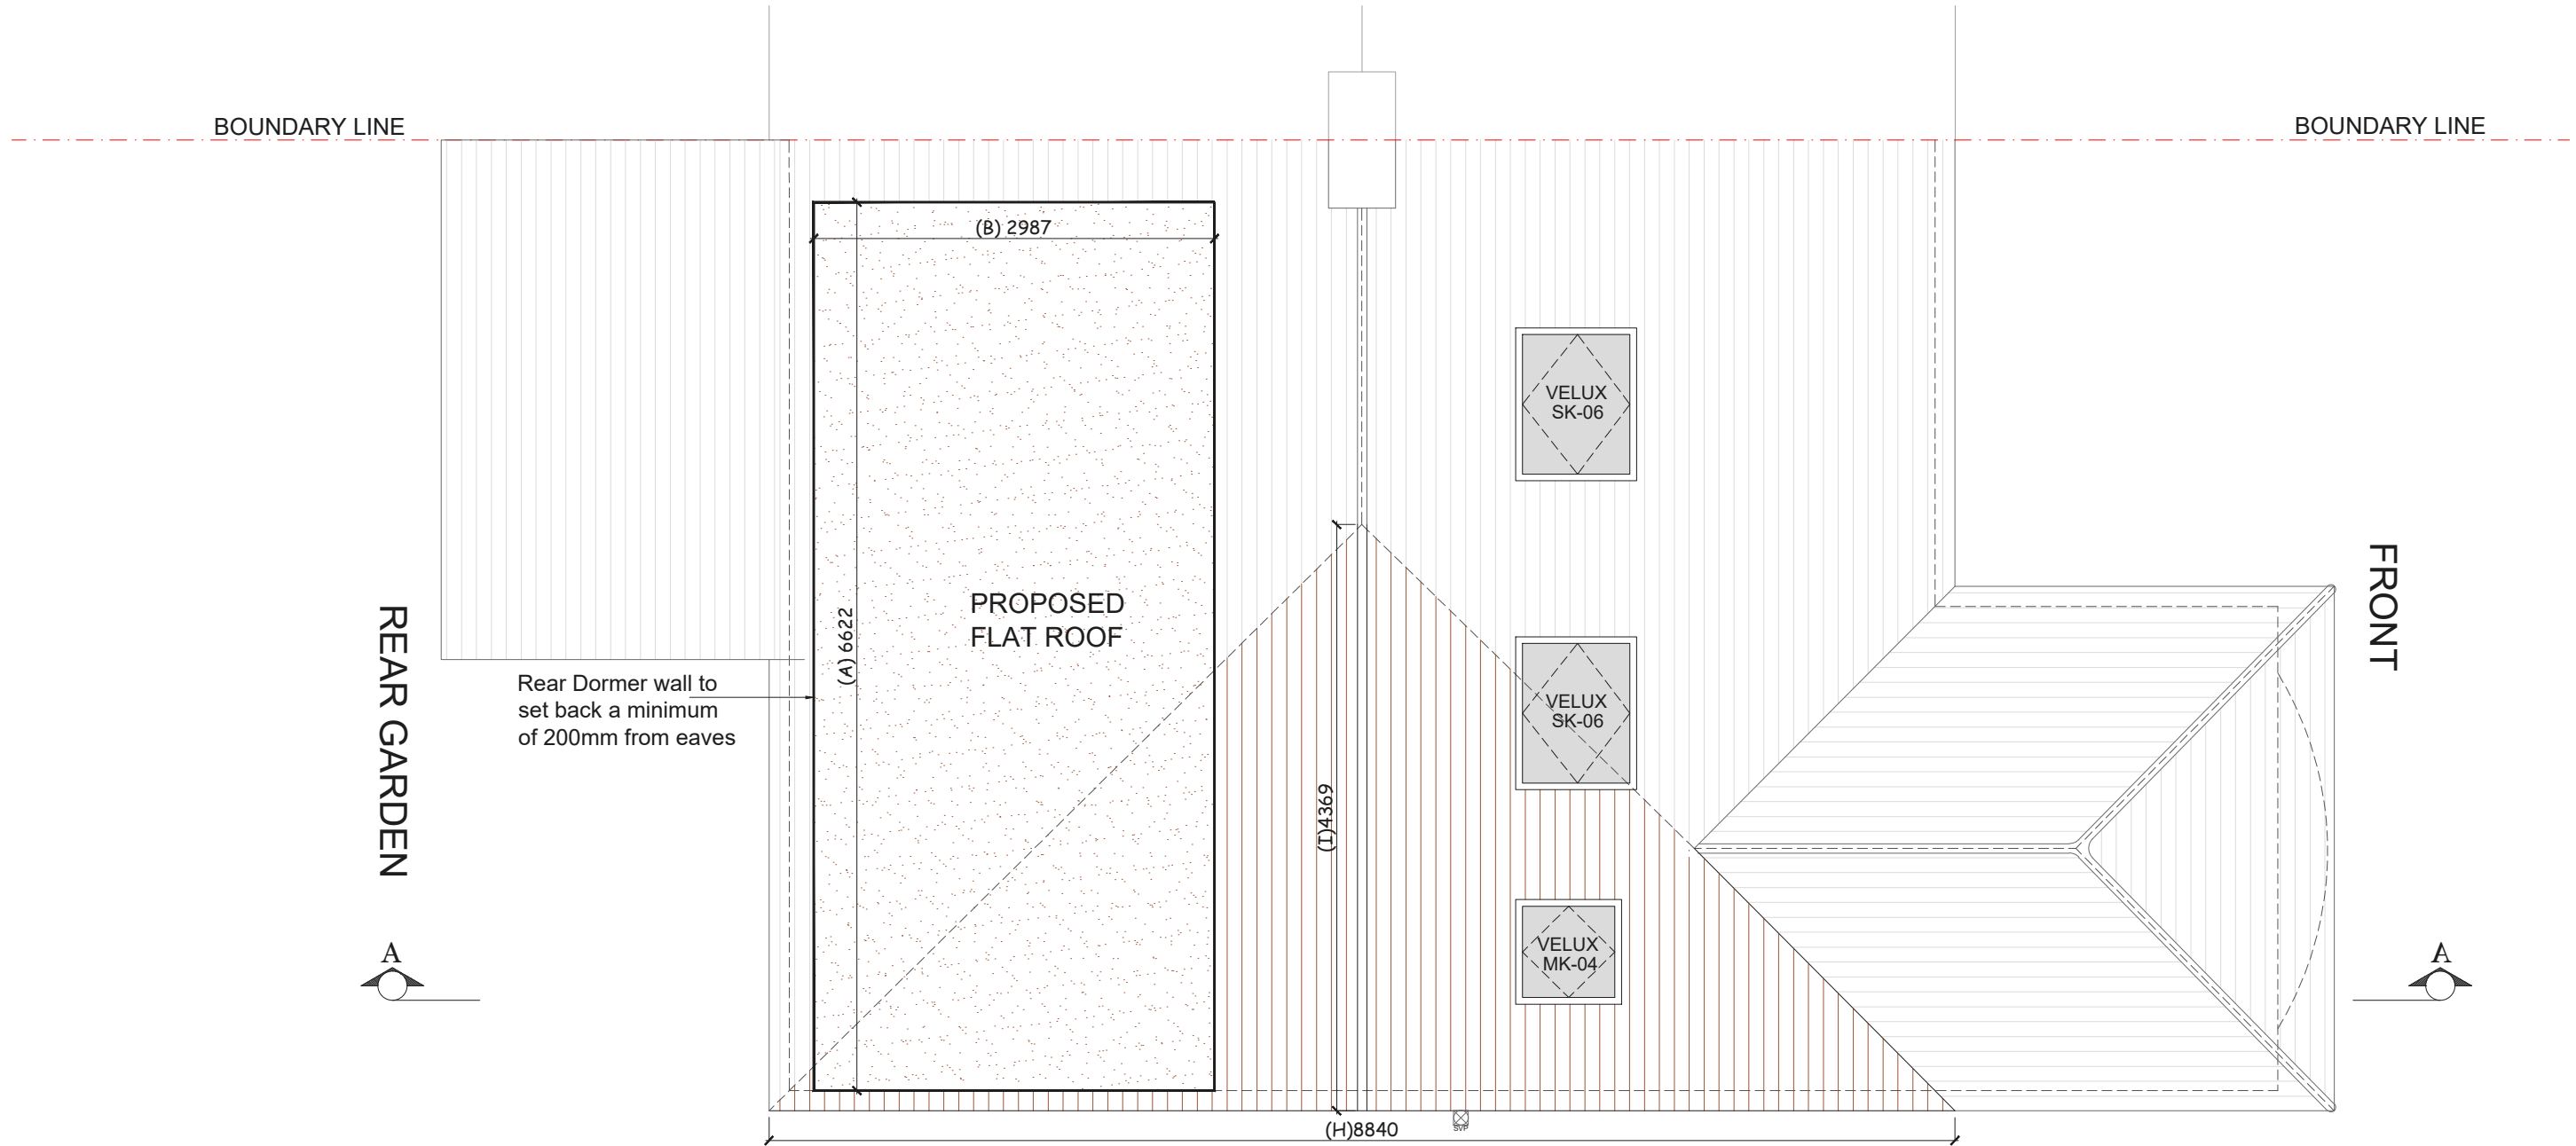 BOUNDARY LINE
BOUNDARY LINE
(B) 2987
VELUX
SK-06
PROPOSED
FLAT ROOF
(A) 6622
REAR GARDEN
FRONT
Rear Dormer wall to
set back a minimum
of 200mm from eaves
VELUX
SK-06
(I)4369
VELUX
MK-04
A
A
SVP
(H)8840